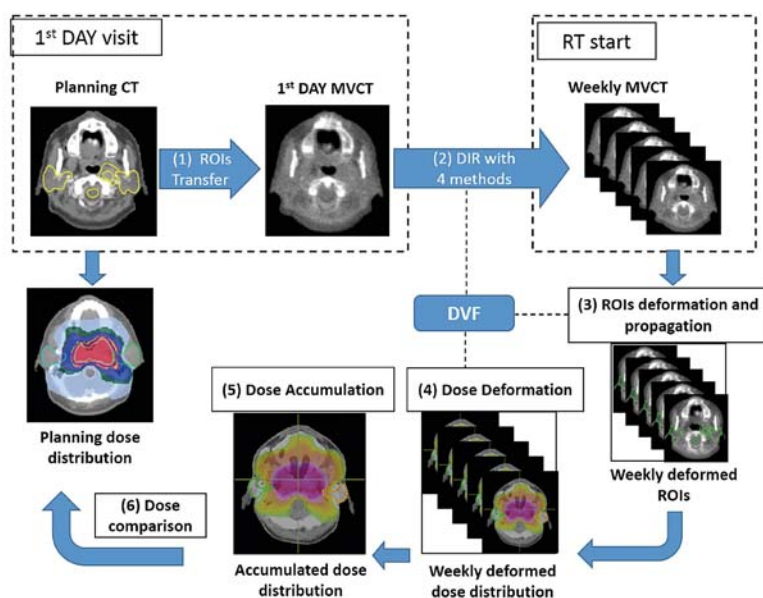 1st DAY visit
RT start
Planning CT
1ST DAY MVCT
Weekly MVCT
(1) ROIs
Transfer
(2) DIR with
4 methods
DVF
(3) ROIs deformation and
propagation
(5) Dose Accumulation
(4) Dose Deformation
Planning dose
distribution
Weekly deformed
ROIs
(6) Dose
comparison
Accumulated dose
distribution
Weekly deformed
dose distribution